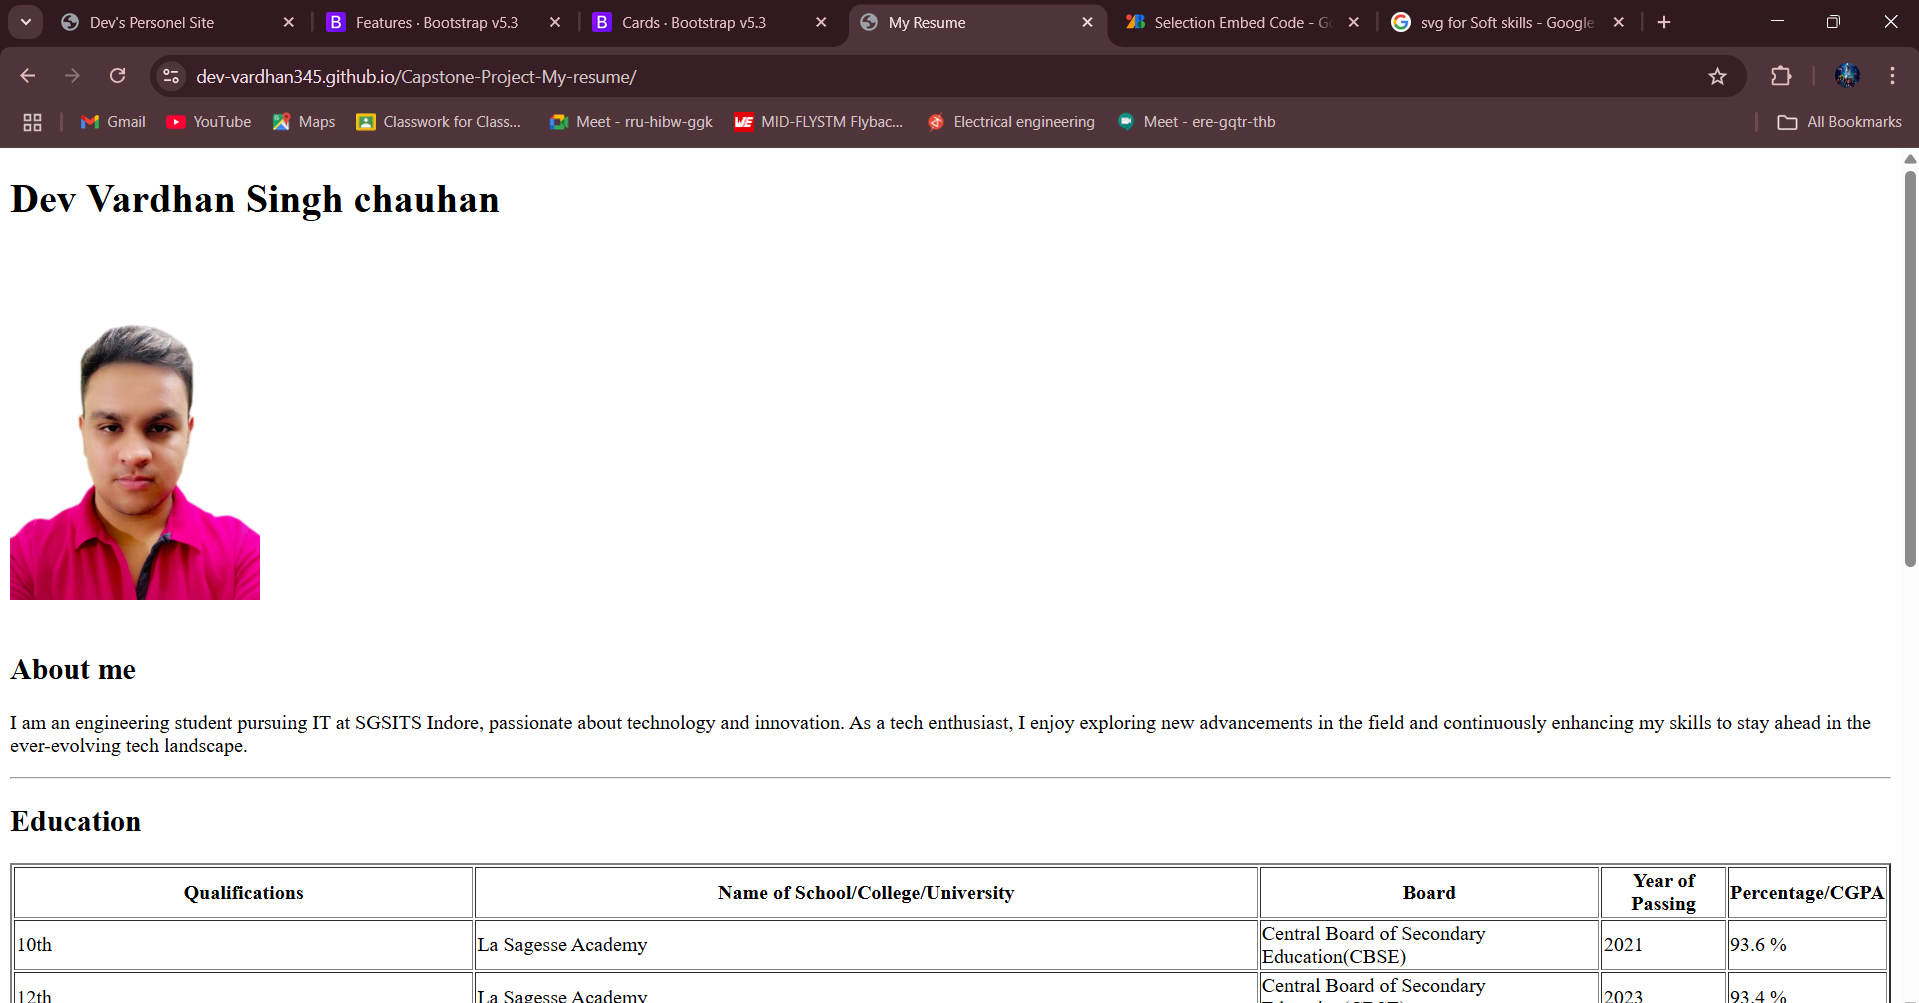 Dev's Personel Site
Features · Bootstrap v5.3
Cards · Bootstrap v5.3
My Resume
Selection Embed Code - G
svg for Soft skills - Google
dev-vardhan345.github.io/Capstone-Project-My-resume/
Gmail
YouTube
Maps
Classwork for Class...
Meet - rru-hibw-ggk
MID-FLYSTM Flybac...
Electrical engineering
Meet - ere-gqtr-thb
All Bookmarks
Dev Vardhan Singh chauhan
About me
I am an engineering student pursuing IT at SGSITS Indore, passionate about technology and innovation. As a tech enthusiast, I enjoy exploring new advancements in the field and continuously enhancing my skills to stay ahead in the
ever-evolving tech landscape.
Education
Qualifications
Name of School/College/University
Board
Year of
Passing
Percentage/CGPA
10th
La Sagesse Academy
Central Board of Secondary
Education(CBSE)
2021
93.6 %
12th
La Sagesse Academy
Central Board of Secondary
2023
93.4 %